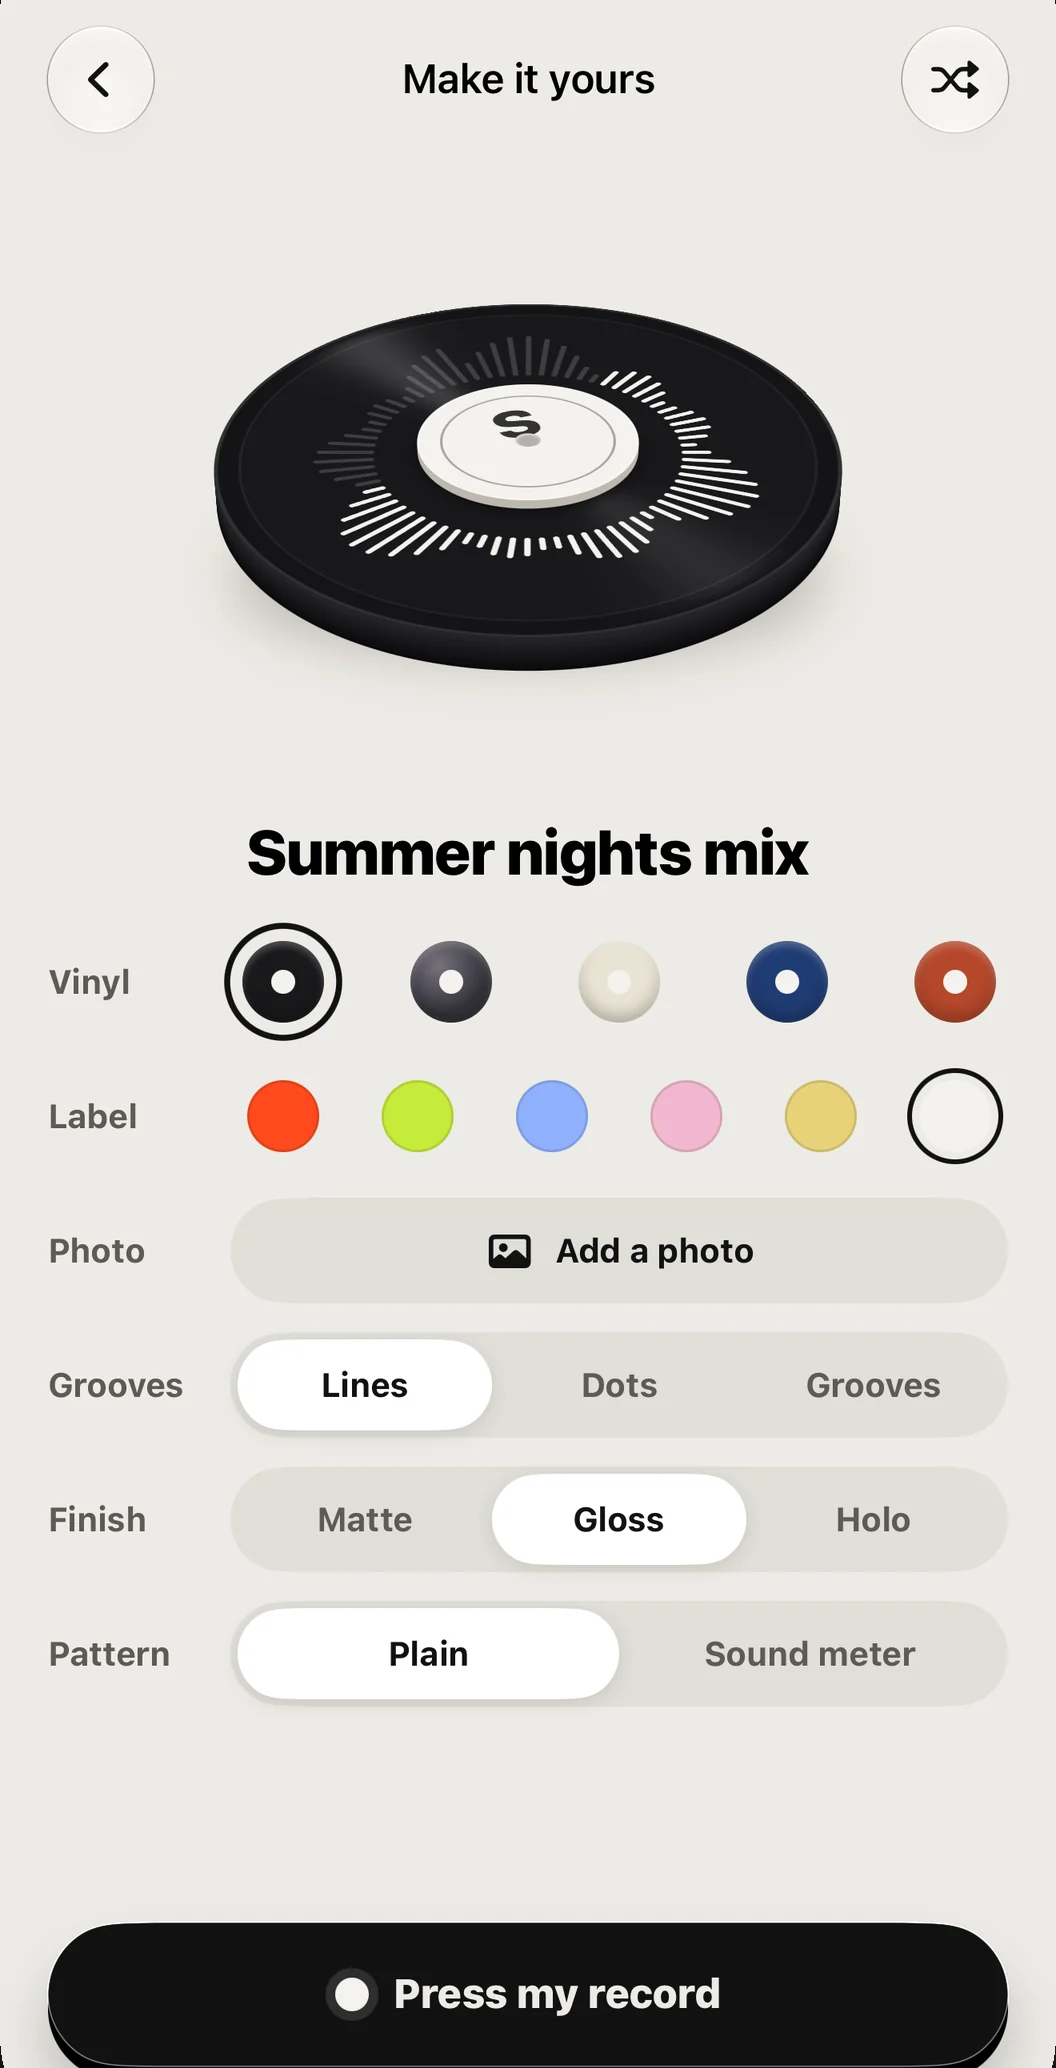 Make it yours
S
Summer nights mix
Vinyl
Label
Photo Add a photo
Grooves Lines Dots Grooves
Finish Matte Gloss Holo
Pattern Plain Sound meter
Press my record